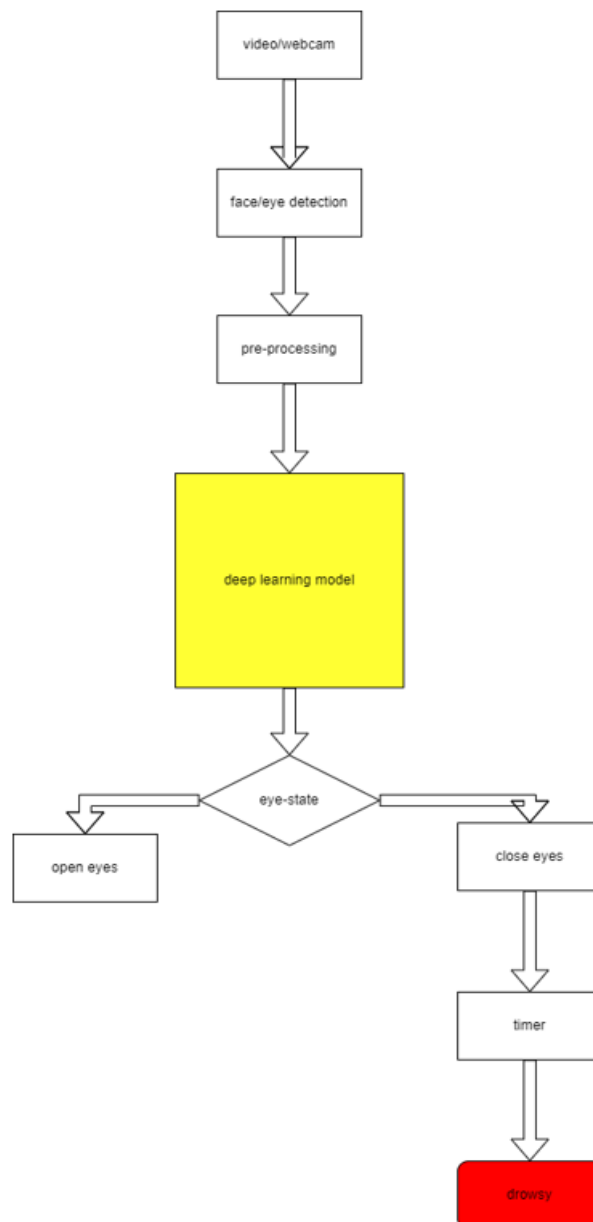 video/webcam
face/eye detection
pre-processing
deep learning model
eye-state
open eyes
close eyes
timer
drowsy